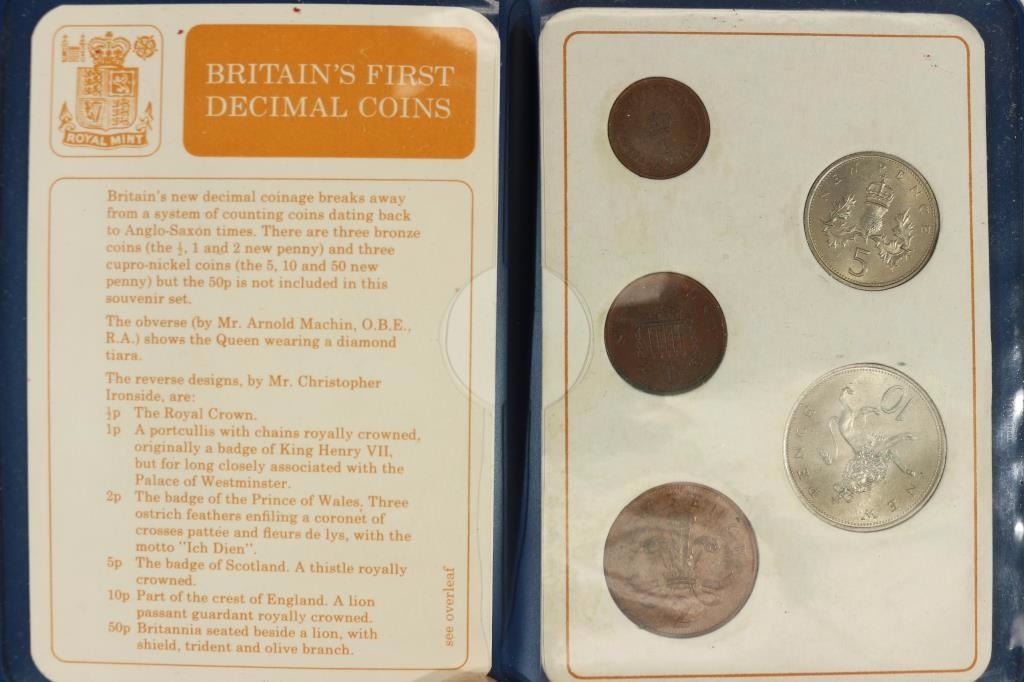 ROYAL MINT
BRITAIN'S FIRST
DECIMAL COINS
Britain's new decimal coinage breaks away
from a system of counting coins dating back
to Anglo-Saxon times. There are three bronze
coins (the ½, 1 and 2 new penny) and three
cupro-nickel coins (the 5, 10 and 50 new
penny) but the 50p is not included in this
souvenir set.
The obverse (by Mr. Arnold Machin, O.B.E.,
R.A.) shows the Queen wearing a diamond
tiara.
The reverse designs, by Mr. Christopher
Ironside, are:
½p The Royal Crown.
1p A portcullis with chains royally crowned,
originally a badge of King Henry VII,
but for long closely associated with the
Palace of Westminster.
2p The badge of the Prince of Wales. Three
ostrich feathers enfiling a coronet of
crosses pattée and fleurs de lys, with the
motto "Ich Dien".
5p The badge of Scotland. A thistle royally
crowned.
10p Part of the crest of England. A lion
passant guardant royally crowned.
50p Britannia seated beside a lion, with
shield, trident and olive branch.
see overleaf
NEW PENCE
5
NEW PENCE
10